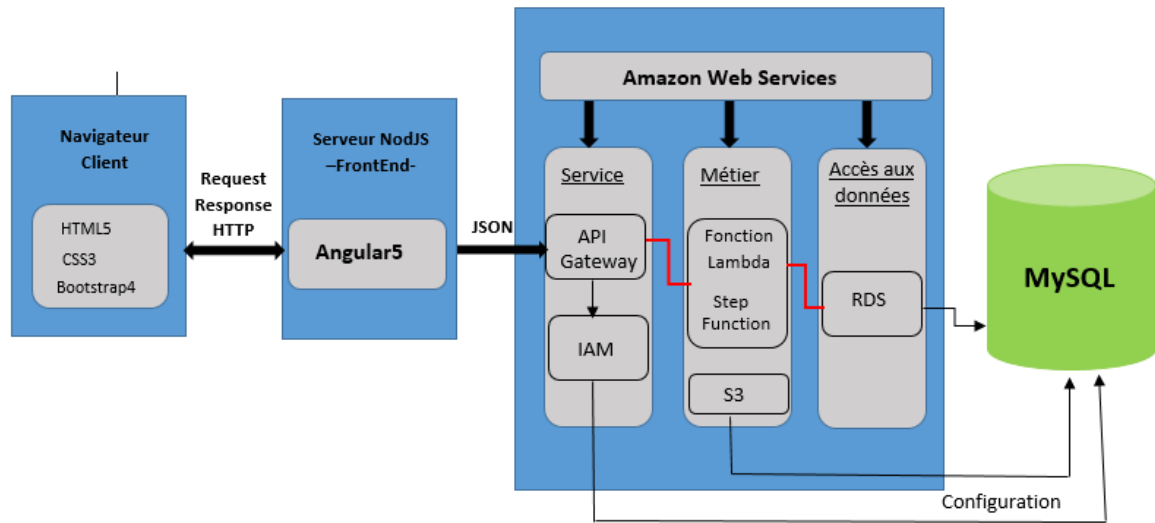 Navigateur
Client
HTML5
CSS3
Bootstrap4
Request
Response
HTTP
Serveur NodJS
–FrontEnd-
Angular5
JSON
Amazon Web Services
Service
API
Gateway
IAM
Métier
Fonction
Lambda
Step
Function
S3
Accès aux
données
RDS
MySQL
Configuration